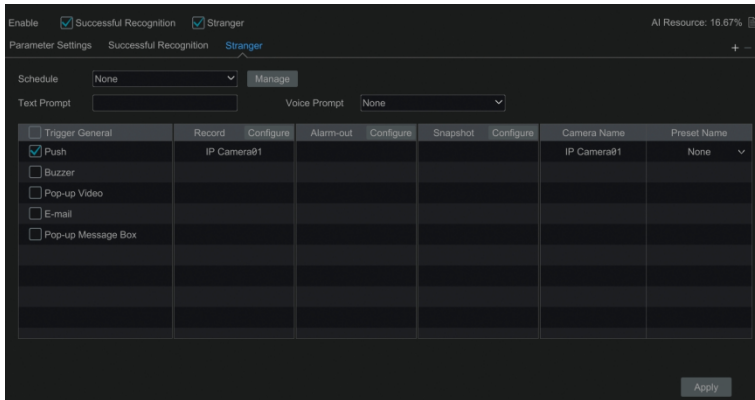 Enable Successful Recognition Stranger AI Resource: 16.67%
Parameter Settings Successful Recognition Stranger + −
Schedule None Manage
Text Prompt Voice Prompt None
Trigger General Record Configure Alarm-out Configure Snapshot Configure Camera Name Preset Name
Push IP Camera01 IP Camera01 None
Buzzer
Pop-up Video
E-mail
Pop-up Message Box
Apply